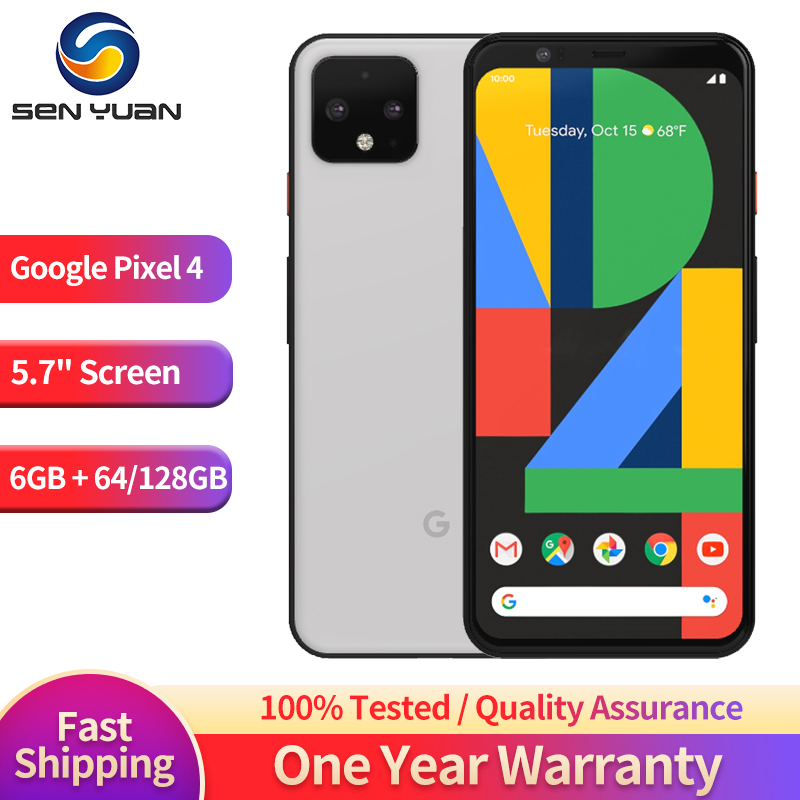 SEN YUAN
10:00
Tuesday, Oct 15 68°F
Google Pixel 4
5.7" Screen
6GB + 64/128GB
G
G
100% Tested / Quality Assurance
Fast
Shipping
One Year Warranty